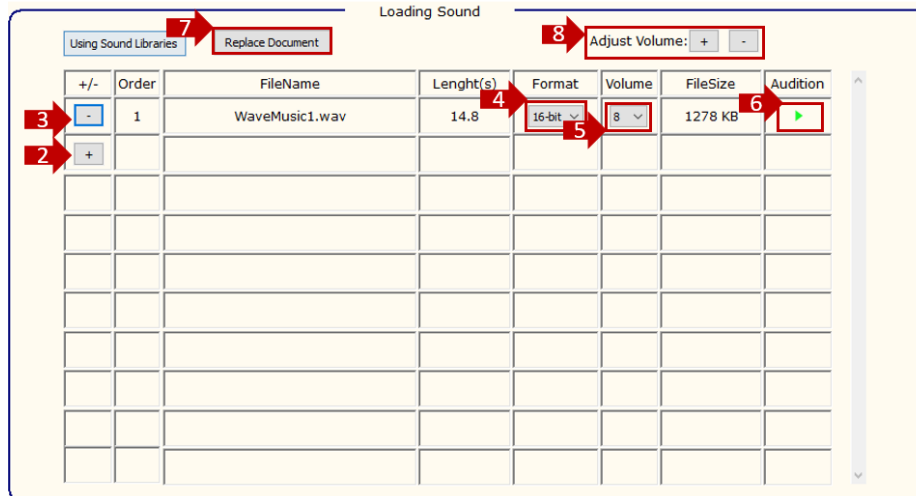 Loading Sound
7
8
Using Sound Libraries Replace Document Adjust Volume: + -
+/- Order FileName Lenght(s) Format Volume FileSize Audition
3 - 1 WaveMusic1.wav 14.8 4 16-bit 5 8 1278 KB 6
2 +